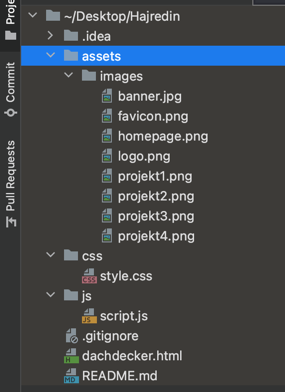 Proje
Commit
Pull Requests
~/Desktop/Hajredin
.idea
assets
images
banner.jpg
favicon.png
homepage.png
logo.png
projekt1.png
projekt2.png
projekt3.png
projekt4.png
css
style.css
js
script.js
.gitignore
dachdecker.html
README.md